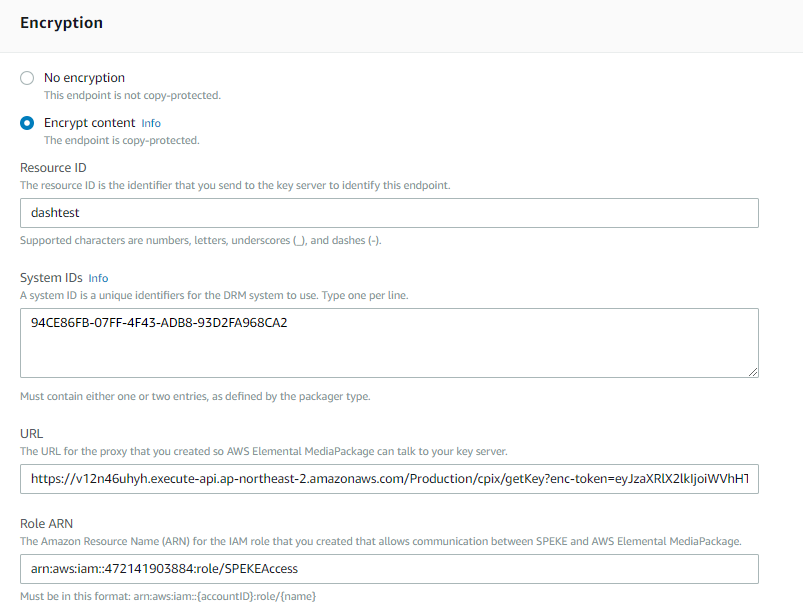 Encryption
No encryption
This endpoint is not copy-protected.
Encrypt content Info
The endpoint is copy-protected.
Resource ID
The resource ID is the identifier that you send to the key server to identify this endpoint.
dashtest
Supported characters are numbers, letters, underscores (_), and dashes (-).
System IDs Info
A system ID is a unique identifiers for the DRM system to use. Type one per line.
94CE86FB-07FF-4F43-ADB8-93D2FA968CA2
Must contain either one or two entries, as defined by the packager type.
URL
The URL for the proxy that you created so AWS Elemental MediaPackage can talk to your key server.
https://v12n46uhyh.execute-api.ap-northeast-2.amazonaws.com/Production/cpix/getKey?enc-token=eyJzaXRlX2lkIjoiWVhHT
Role ARN
The Amazon Resource Name (ARN) for the IAM role that you created that allows communication between SPEKE and AWS Elemental MediaPackage.
arn:aws:iam::472141903884:role/SPEKEAccess
Must be in this format: arn:aws:iam::{accountID}:role/{name}